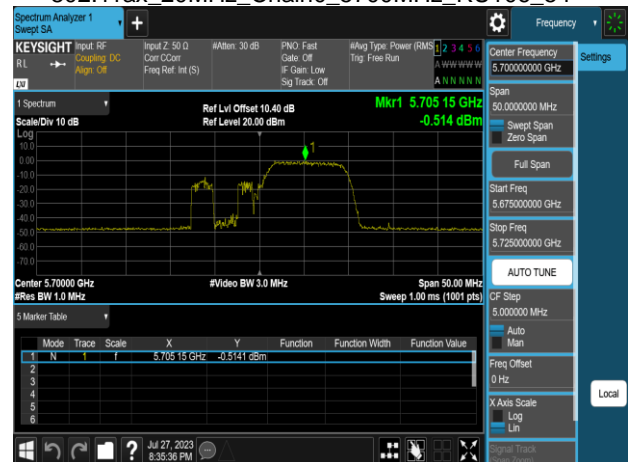 802.11ax_20MHz_Chain0_5700MHz_RU106_54
Spectrum Analyzer 1
Swept SA
Frequency
KEYSIGHT
Input: RF
Input Z: 50 Ω
#Atten: 30 dB
PNO: Fast
#Avg Type: Power (RMS
1 2 3 4 5 6
RL
Coupling: DC
Corr CCorr
Gate: Off
Trig: Free Run
A WWWWW
Align: Off
Freq Ref: Int (S)
IF Gain: Low
Sig Track: Off
A N N N N N
LXI
Center Frequency
5.700000000 GHz
Settings
Span
50.0000000 MHz
Swept Span
Zero Span
Full Span
Start Freq
5.675000000 GHz
Stop Freq
5.725000000 GHz
AUTO TUNE
CF Step
5.000000 MHz
Auto
Man
Freq Offset
0 Hz
X Axis Scale
Log
Lin
Signal Track
(Span Zoom)
Local
1 Spectrum
Scale/Div 10 dB
Ref Lvl Offset 10.40 dB
Ref Level 20.00 dBm
Mkr1 5.705 15 GHz
-0.514 dBm
Log
10.0
0.00
-10.0
-20.0
-30.0
-40.0
-50.0
-60.0
-70.0
1
Center 5.70000 GHz
#Video BW 3.0 MHz
Span 50.00 MHz
#Res BW 1.0 MHz
Sweep 1.00 ms (1001 pts)
5 Marker Table
Mode Trace Scale X Y Function Function Width Function Value
1 N 1 f 5.705 15 GHz -0.5141 dBm
2
3
4
5
6
Jul 27, 2023
8:35:36 PM